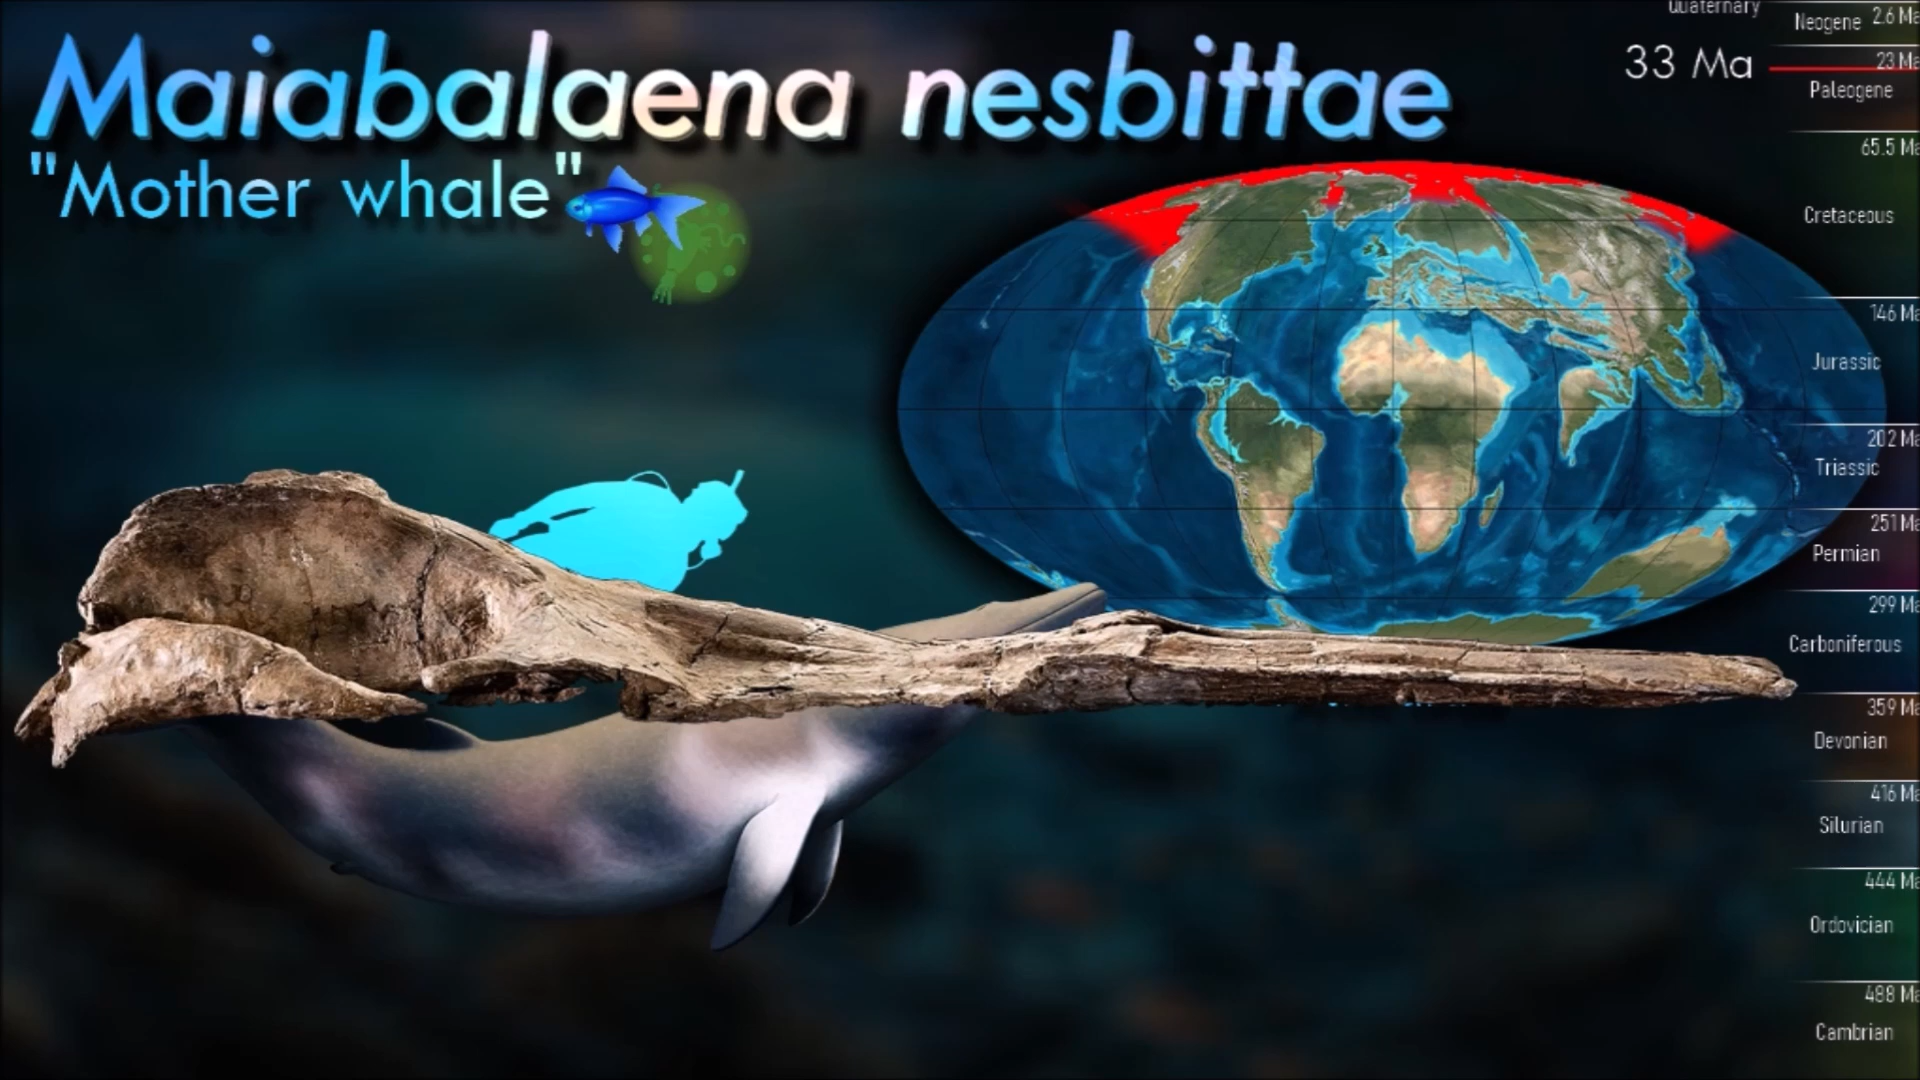 Maiabalaena nesbittae
"Mother whale"
33 Ma
Quaternary
2.6 Ma
Neogene
23 Ma
Paleogene
65.5 Ma
Cretaceous
146 Ma
Jurassic
202 Ma
Triassic
251 Ma
Permian
299 Ma
Carboniferous
359 Ma
Devonian
416 Ma
Silurian
444 Ma
Ordovician
488 Ma
Cambrian